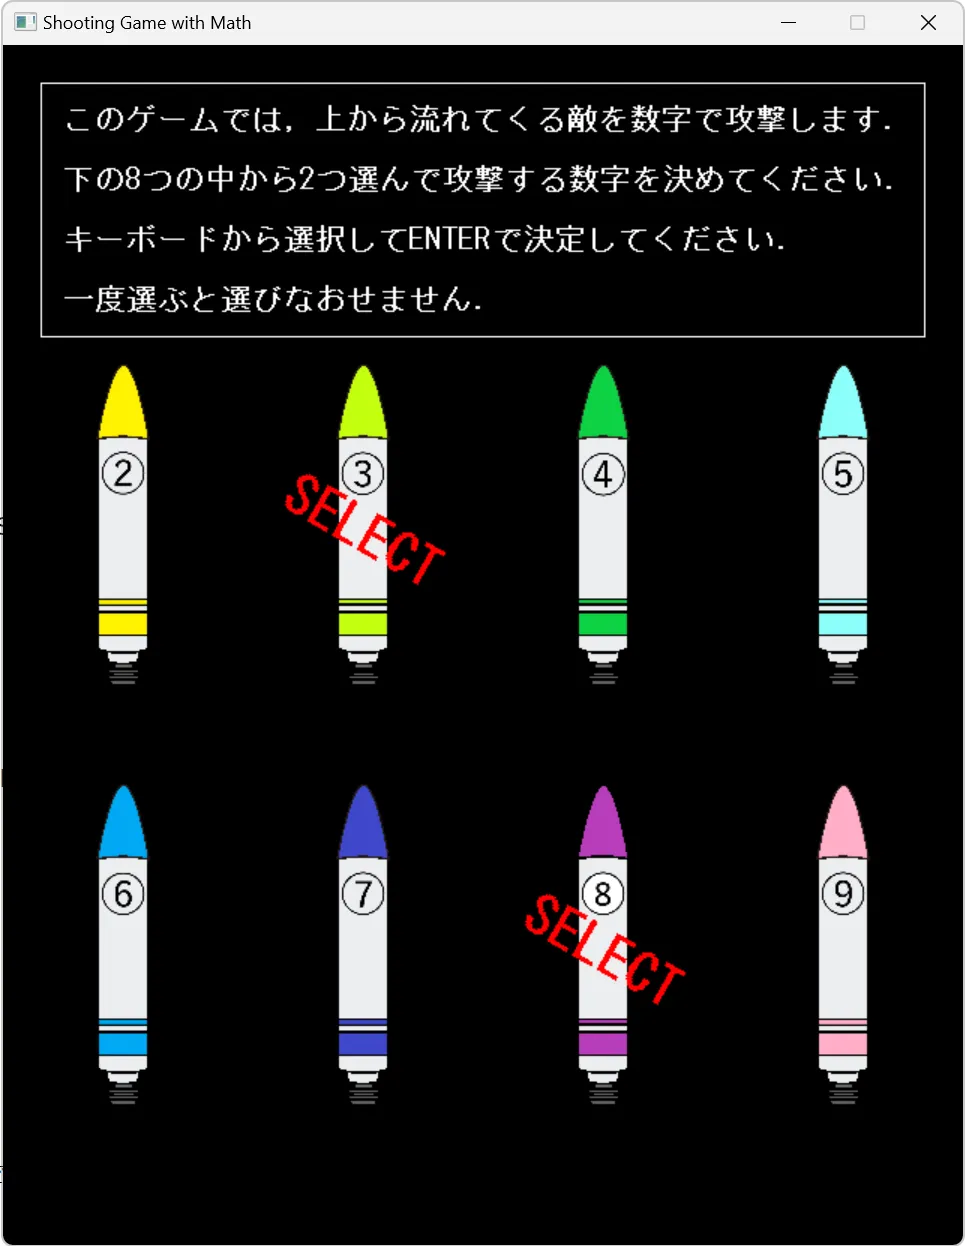 Shooting Game with Math
このゲームでは，上から流れてくる敵を数字で攻撃します．
下の8つの中から2つ選んで攻撃する数字を決めてください．
キーボードから選択してENTERで決定してください．
一度選ぶと選びなおせません．
② ③ ④ ⑤
SELECT
⑥ ⑦ ⑧ ⑨
SELECT